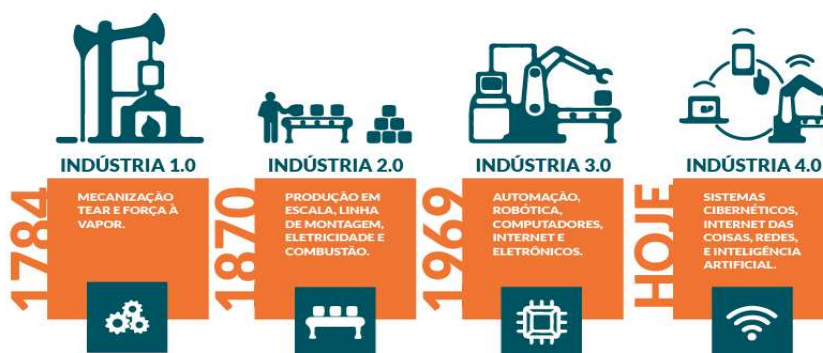 INDÚSTRIA 1.0
1784
MECANIZAÇÃO
TEAR E FORÇA À
VAPOR.
INDÚSTRIA 2.0
1870
PRODUÇÃO EM
ESCALA, LINHA
DE MONTAGEM,
ELETRICIDADE E
COMBUSTÃO.
INDÚSTRIA 3.0
1969
AUTOMAÇÃO,
ROBÓTICA,
COMPUTADORES,
INTERNET E
ELETRÔNICOS.
INDÚSTRIA 4.0
HOJE
SISTEMAS
CIBERNÉTICOS,
INTERNET DAS
COISAS, REDES,
E INTELIGÊNCIA
ARTIFICIAL.